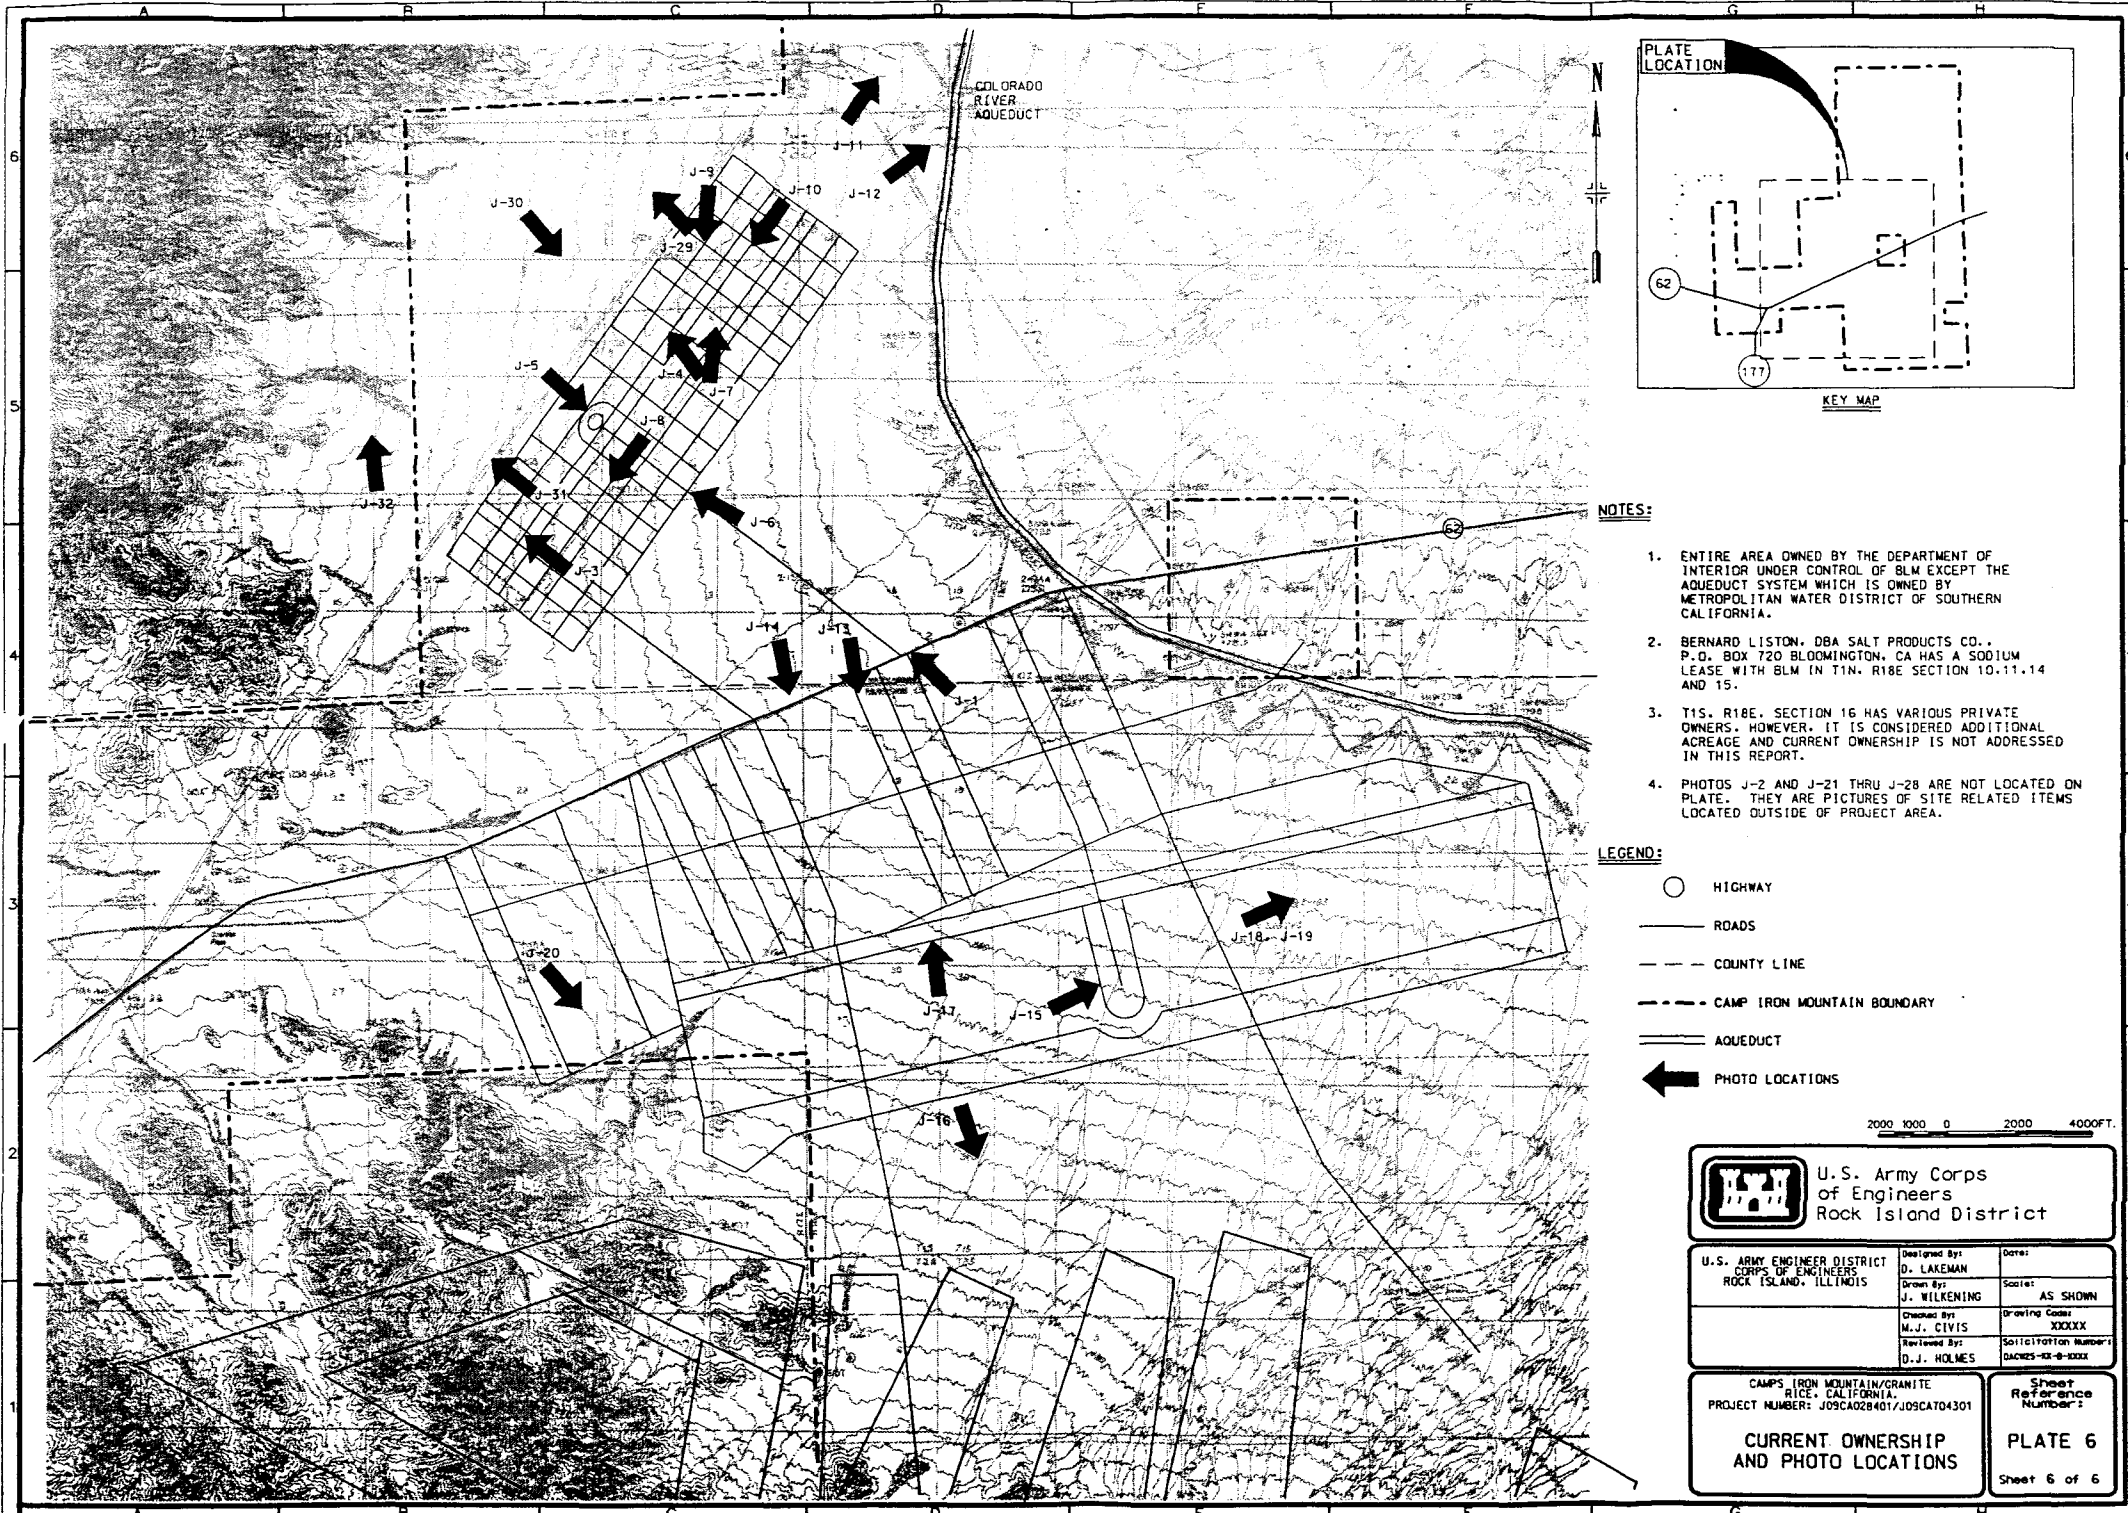 A B C D E F G H
6
5
4
3
2
1
COLORADO
RIVER
AQUEDUCT
J-11
J-12
J-9
J-10
J-30
J-29
J-5
J-4
J-7
J-8
J-31
J-32
J-6
J-3
J-14
J-13
J-1
62
J-20
J-18, J-19
J-17
J-15
J-16
N
PLATE
LOCATION
62
177
KEY MAP
NOTES:
1. ENTIRE AREA OWNED BY THE DEPARTMENT OF
INTERIOR UNDER CONTROL OF BLM EXCEPT THE
AQUEDUCT SYSTEM WHICH IS OWNED BY
METROPOLITAN WATER DISTRICT OF SOUTHERN
CALIFORNIA.
2. BERNARD LISTON, DBA SALT PRODUCTS CO.,
P.O. BOX 720 BLOOMINGTON, CA HAS A SODIUM
LEASE WITH BLM IN T1N, R18E SECTION 10,11,14
AND 15.
3. T1S, R18E, SECTION 16 HAS VARIOUS PRIVATE
OWNERS. HOWEVER, IT IS CONSIDERED ADDITIONAL
ACREAGE AND CURRENT OWNERSHIP IS NOT ADDRESSED
IN THIS REPORT.
4. PHOTOS J-2 AND J-21 THRU J-28 ARE NOT LOCATED ON
PLATE. THEY ARE PICTURES OF SITE RELATED ITEMS
LOCATED OUTSIDE OF PROJECT AREA.
LEGEND:
HIGHWAY
ROADS
COUNTY LINE
CAMP IRON MOUNTAIN BOUNDARY
AQUEDUCT
PHOTO LOCATIONS
2000 1000 0 2000 4000FT.
U.S. Army Corps
of Engineers
Rock Island District
U.S. ARMY ENGINEER DISTRICT
CORPS OF ENGINEERS
ROCK ISLAND, ILLINOIS
Designed By:
D. LAKEMAN
Date:
Drawn By:
J. WILKENING
Scale:
AS SHOWN
Checked By:
M.J. CIVIS
Drawing Code:
XXXXX
Reviewed By:
D.J. HOLMES
Solicitation Number:
DACW25-XX-B-XXXX
CAMPS IRON MOUNTAIN/GRANITE
RICE, CALIFORNIA.
PROJECT NUMBER: J09CA028401/J09CA704301
CURRENT OWNERSHIP
AND PHOTO LOCATIONS
Sheet
Reference
Number:
PLATE 6
Sheet 6 of 6